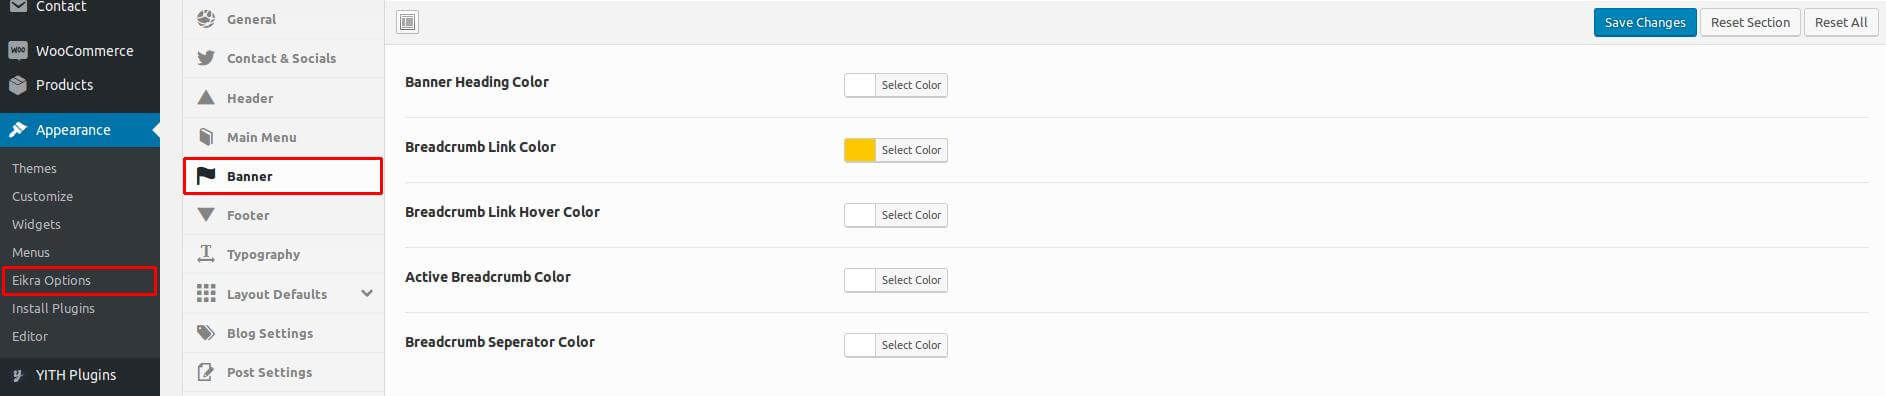 Contact
WooCommerce
Products
Appearance
Themes
Customize
Widgets
Menus
Eikra Options
Install Plugins
Editor
YITH Plugins
General
Contact & Socials
Header
Main Menu
Banner
Footer
Typography
Layout Defaults
Blog Settings
Post Settings
Save Changes
Reset Section
Reset All
Banner Heading Color
Select Color
Breadcrumb Link Color
Select Color
Breadcrumb Link Hover Color
Select Color
Active Breadcrumb Color
Select Color
Breadcrumb Seperator Color
Select Color